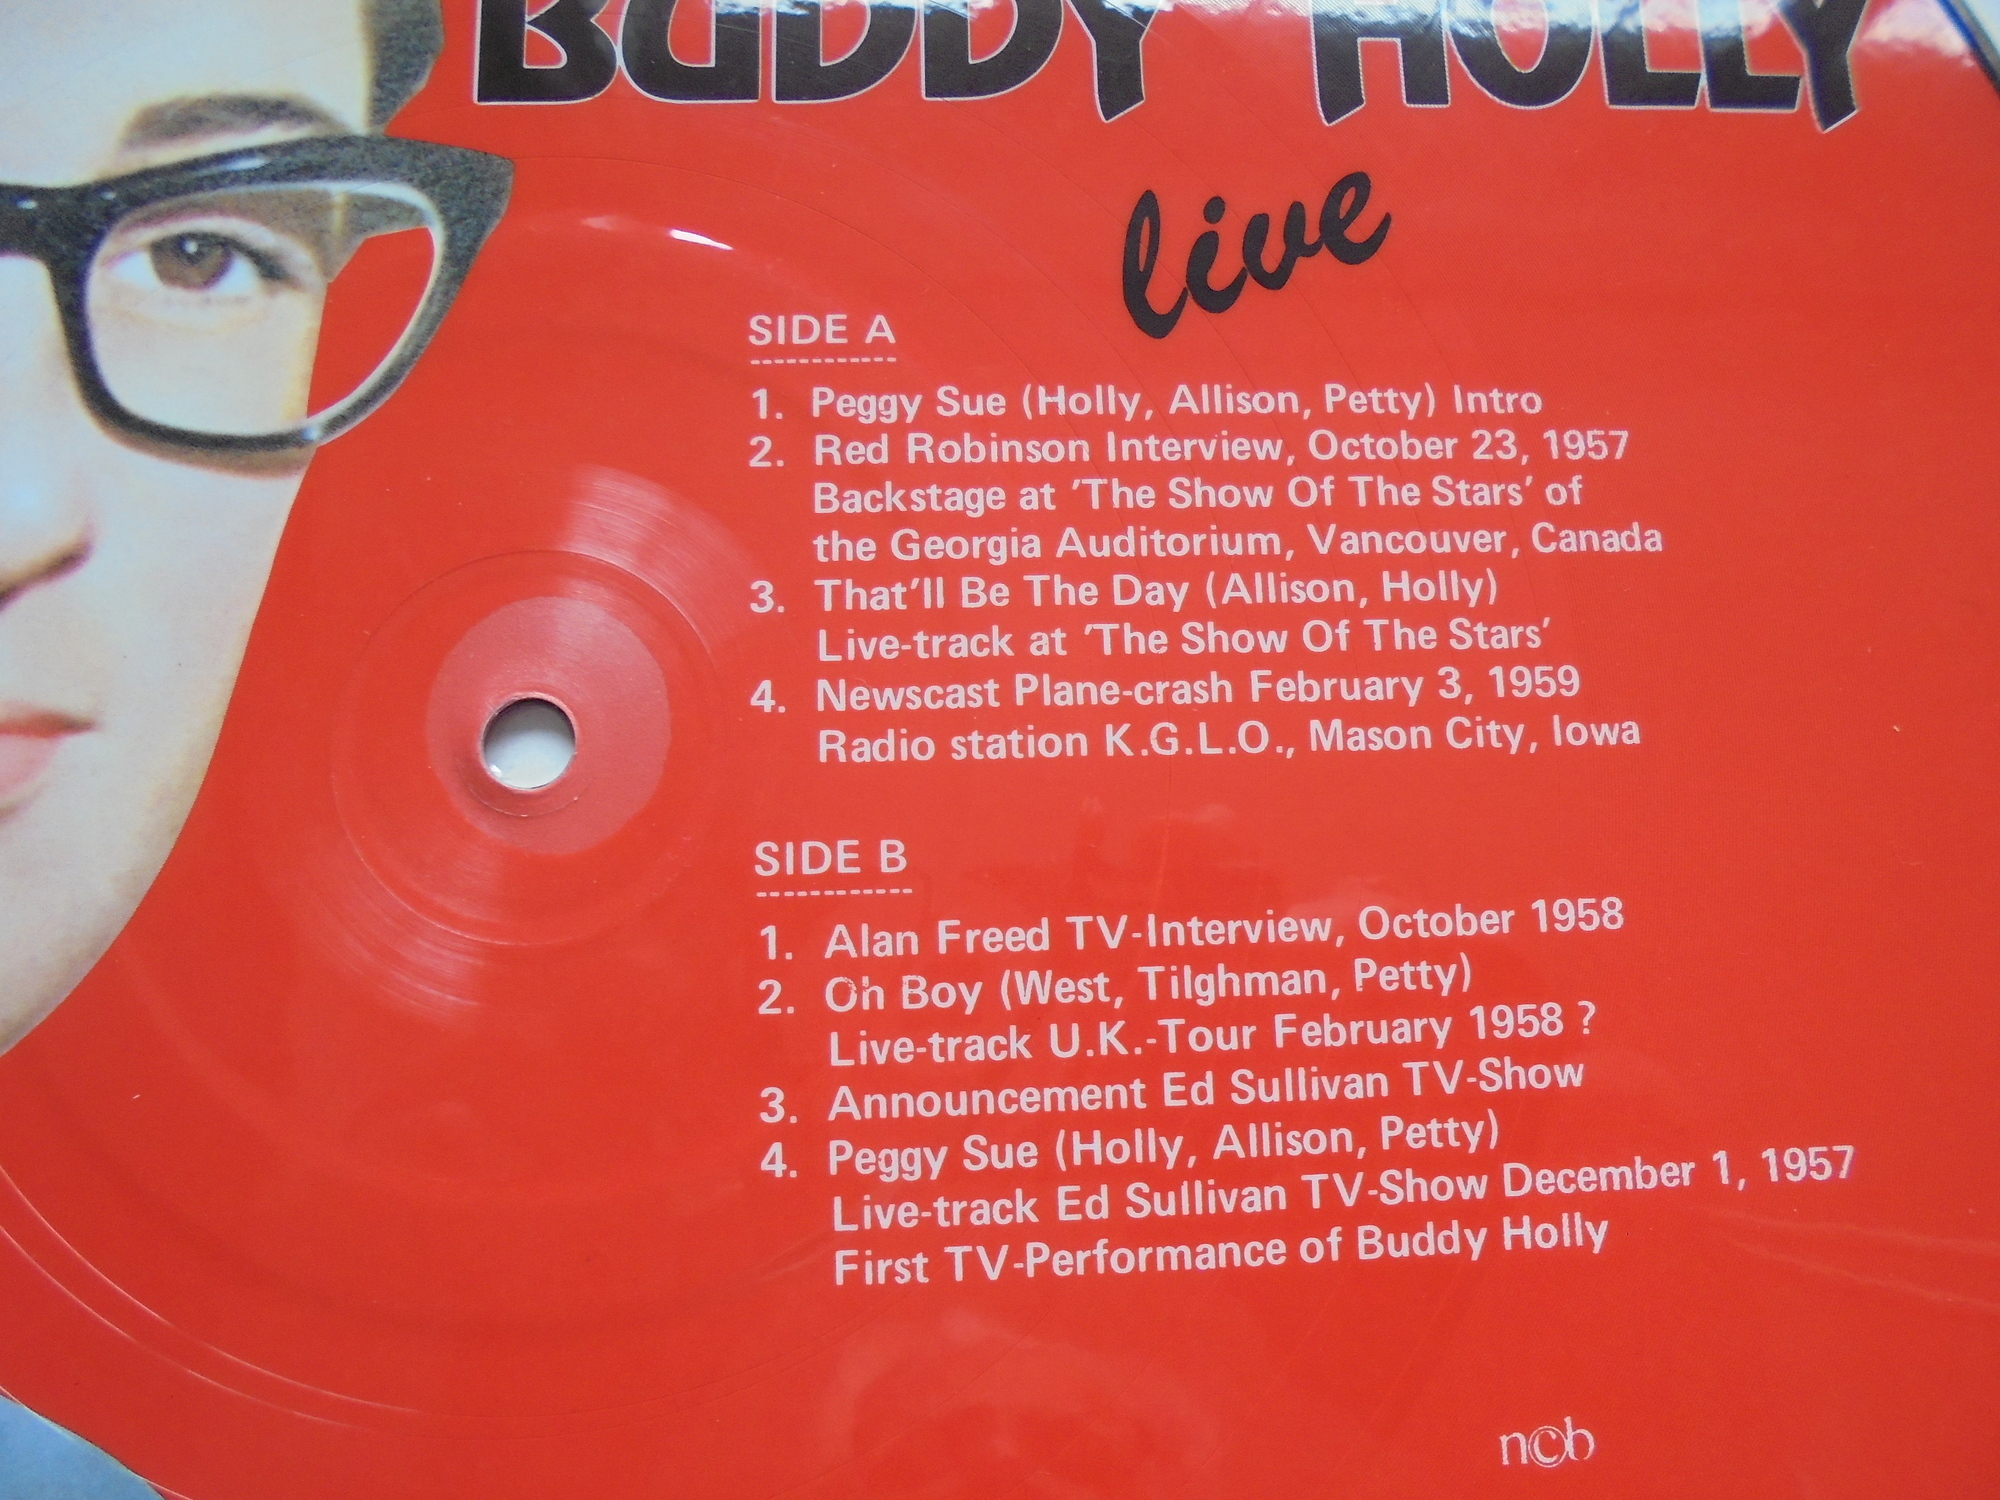 BUDDY HOLLY
live
SIDE A
1. Peggy Sue (Holly, Allison, Petty) Intro
2. Red Robinson Interview, October 23, 1957
Backstage at 'The Show Of The Stars' of
the Georgia Auditorium, Vancouver, Canada
3. That'll Be The Day (Allison, Holly)
Live-track at 'The Show Of The Stars'
4. Newscast Plane-crash February 3, 1959
Radio station K.G.L.O., Mason City, Iowa
SIDE B
1. Alan Freed TV-Interview, October 1958
2. Oh Boy (West, Tilghman, Petty)
Live-track U.K.-Tour February 1958 ?
3. Announcement Ed Sullivan TV-Show
4. Peggy Sue (Holly, Allison, Petty)
Live-track Ed Sullivan TV-Show December 1, 1957
First TV-Performance of Buddy Holly
n©b